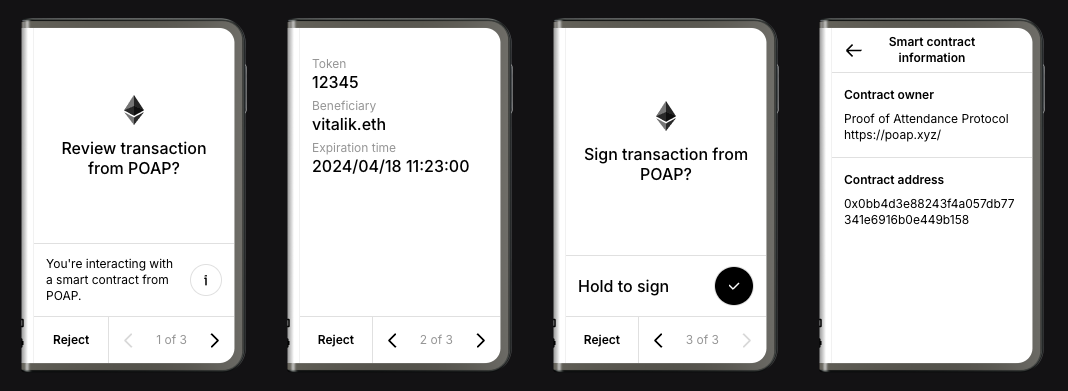 Review transaction
from POAP?
You're interacting with
a smart contract from
POAP.
i
Reject
1 of 3
Token
12345
Beneficiary
vitalik.eth
Expiration time
2024/04/18 11:23:00
Reject
2 of 3
Sign transaction from
POAP?
Hold to sign
Reject
3 of 3
Smart contract
information
Contract owner
Proof of Attendance Protocol
https://poap.xyz/
Contract address
0x0bb4d3e88243f4a057db77
341e6916b0e449b158